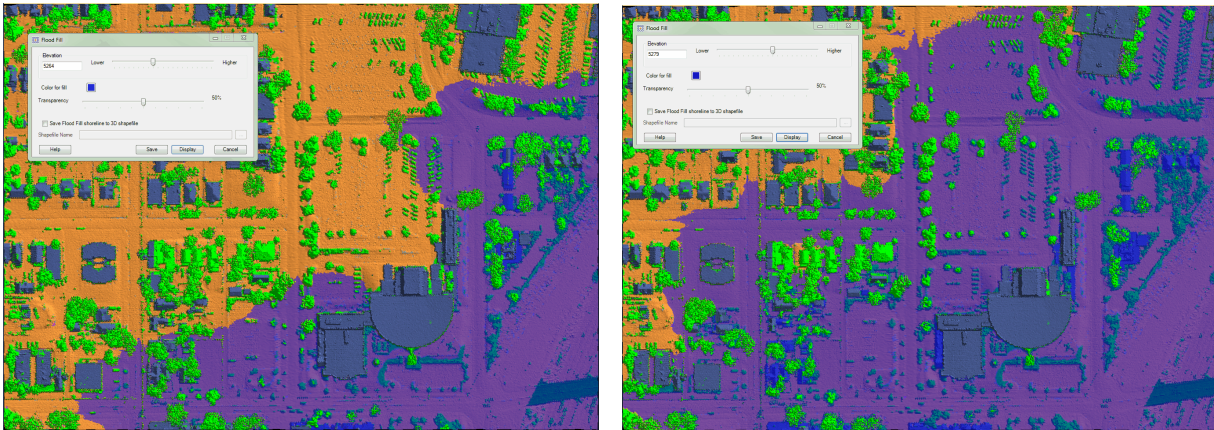 Flood Fill
Elevation
5264
Lower
Higher
Color for fill
Transparency
50%
Save Flood Fill shoreline to 3D shapefile
Shapefile Name
...
Help
Save
Display
Cancel
Flood Fill
Elevation
5279
Lower
Higher
Color for fill
Transparency
50%
Save Flood Fill shoreline to 3D shapefile
Shapefile Name
...
Help
Save
Display
Cancel